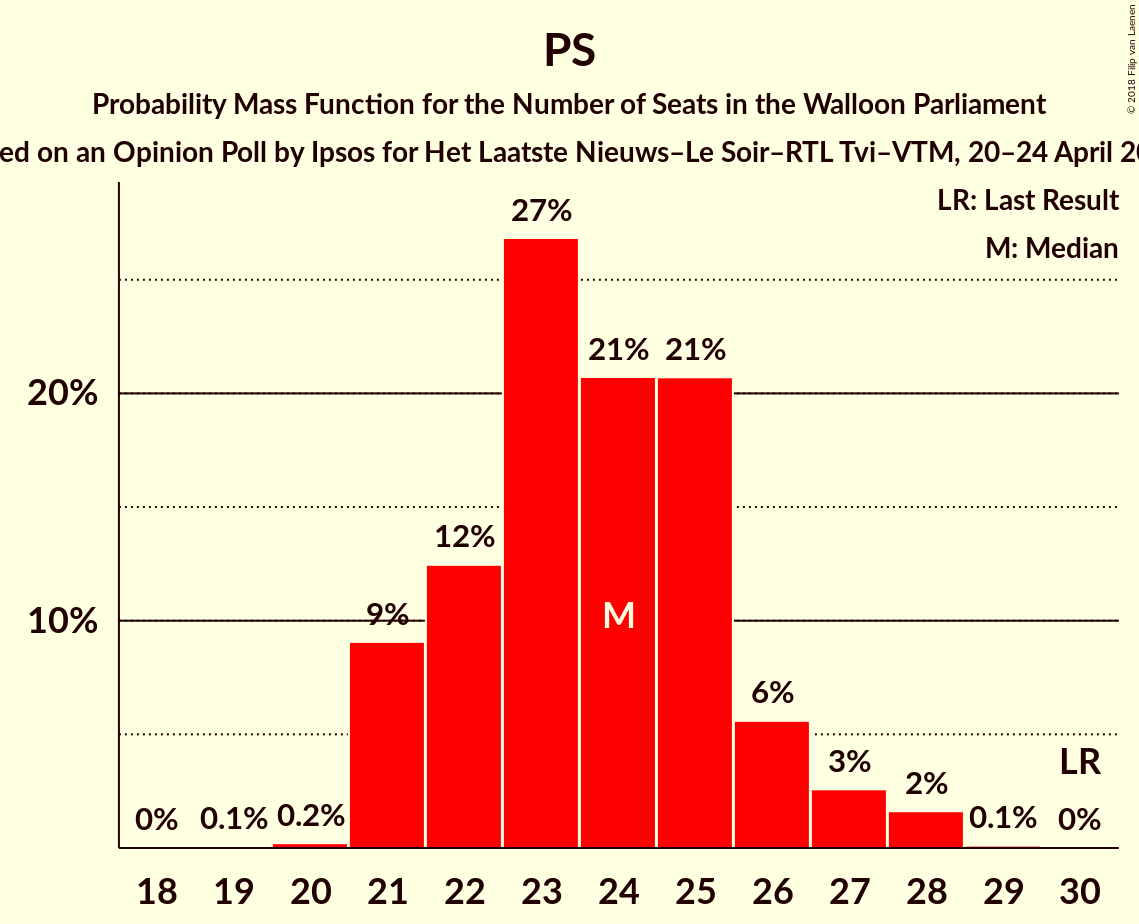 PS
Probability Mass Function for the Number of Seats in the Walloon Parliament
ed on an Opinion Poll by Ipsos for Het Laatste Nieuws–Le Soir–RTL Tvi–VTM, 20–24 April 20
© 2018 Filip van Laenen
LR: Last Result
M: Median
27%
21% 21%
20%
12%
9%
10%
M
6%
3%
LR
2%
0% 0.1% 0.2% 0.1% 0%
18 19 20 21 22 23 24 25 26 27 28 29 30